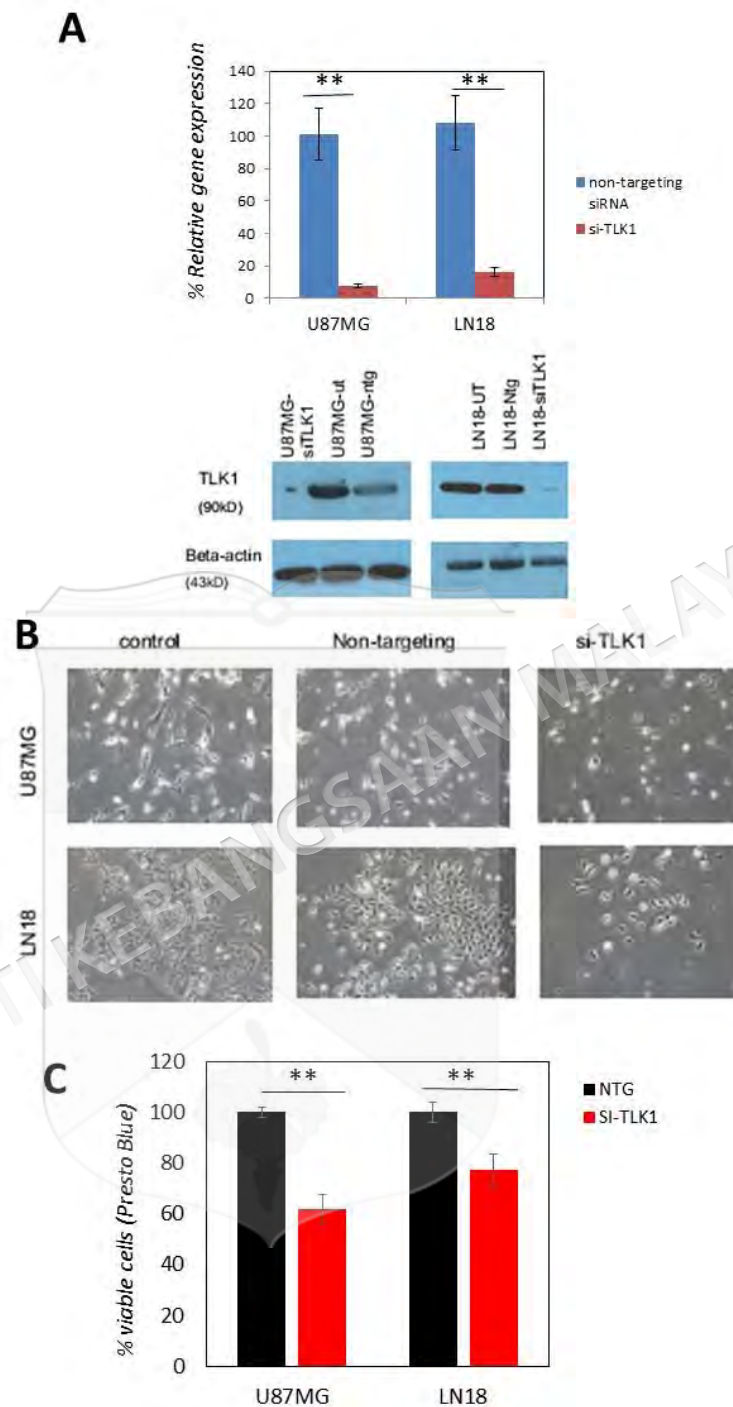 A
140
120
100
80
60
40
20
0
% Relative gene expression
**
**
non-targeting
siRNA
si-TLK1
U87MG
LN18
U87MG-
siTLK1
U87MG-ut
U87MG-ntg
LN18-UT
LN18-Ntg
LN18-siTLK1
TLK1
(90kD)
Beta-actin
(43kD)
B
control
Non-targeting
si-TLK1
U87MG
LN18
TI KEBANGSAAN MALAY
C
120
100
80
60
40
20
0
% viable cells (Presto Blue)
**
**
NTG
SI-TLK1
U87MG
LN18